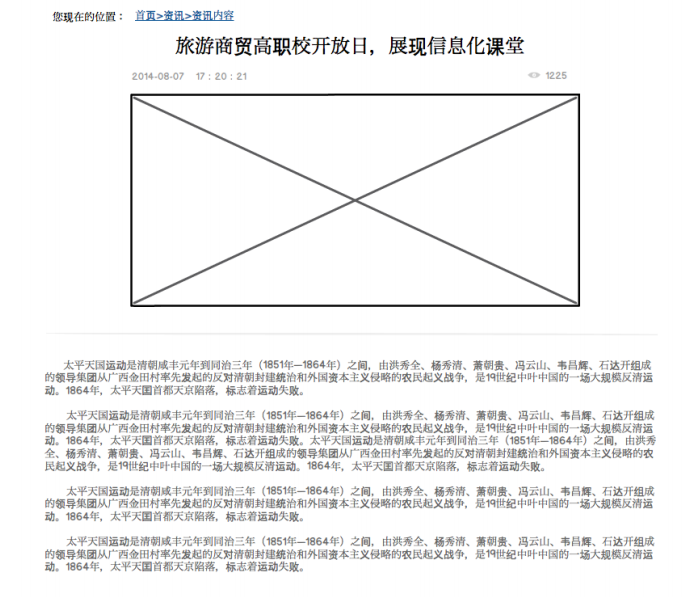 您现在的位置： 首页>资讯>资讯内容
旅游商贸高职校开放日，展现信息化课堂
2014-08-07 17：20：21 1225
太平天国运动是清朝咸丰元年到同治三年（1851年—1864年）之间，由洪秀全、杨秀清、萧朝贵、冯云山、韦昌辉、石达开组成
的领导集团从广西金田村率先发起的反对清朝封建统治和外国资本主义侵略的农民起义战争，是19世纪中叶中国的一场大规模反清运
动。1864年，太平天国首都天京陷落，标志着运动失败。
太平天国运动是清朝咸丰元年到同治三年（1851年—1864年）之间，由洪秀全、杨秀清、萧朝贵、冯云山、韦昌辉、石达开组成
的领导集团从广西金田村率先发起的反对清朝封建统治和外国资本主义侵略的农民起义战争，是19世纪中叶中国的一场大规模反清运
动。1864年，太平天国首都天京陷落，标志着运动失败。太平天国运动是清朝咸丰元年到同治三年（1851年—1864年）之间，由洪秀
全、杨秀清、萧朝贵、冯云山、韦昌辉、石达开组成的领导集团从广西金田村率先发起的反对清朝封建统治和外国资本主义侵略的农
民起义战争，是19世纪中叶中国的一场大规模反清运动。1864年，太平天国首都天京陷落，标志着运动失败。
太平天国运动是清朝咸丰元年到同治三年（1851年—1864年）之间，由洪秀全、杨秀清、萧朝贵、冯云山、韦昌辉、石达开组成
的领导集团从广西金田村率先发起的反对清朝封建统治和外国资本主义侵略的农民起义战争，是19世纪中叶中国的一场大规模反清运
动。1864年，太平天国首都天京陷落，标志着运动失败。
太平天国运动是清朝咸丰元年到同治三年（1851年—1864年）之间，由洪秀全、杨秀清、萧朝贵、冯云山、韦昌辉、石达开组成
的领导集团从广西金田村率先发起的反对清朝封建统治和外国资本主义侵略的农民起义战争，是19世纪中叶中国的一场大规模反清运
动。1864年，太平天国首都天京陷落，标志着运动失败。